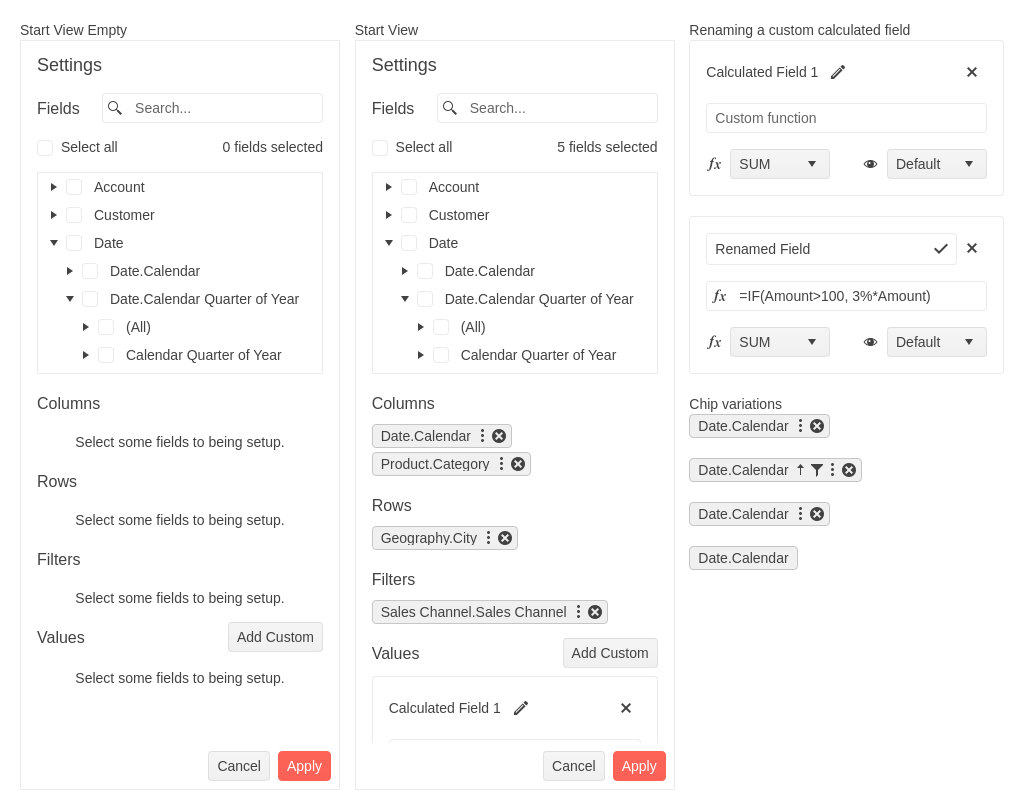 Start View Empty
Settings
Fields
Search...
Select all
0 fields selected
Account
Customer
Date
Date.Calendar
Date.Calendar Quarter of Year
(All)
Calendar Quarter of Year
Columns
Select some fields to being setup.
Rows
Select some fields to being setup.
Filters
Select some fields to being setup.
Values
Add Custom
Select some fields to being setup.
Cancel
Apply
Start View
Settings
Fields
Search...
Select all
5 fields selected
Account
Customer
Date
Date.Calendar
Date.Calendar Quarter of Year
(All)
Calendar Quarter of Year
Columns
Date.Calendar
Product.Category
Rows
Geography.City
Filters
Sales Channel.Sales Channel
Values
Add Custom
Calculated Field 1
Cancel
Apply
Renaming a custom calculated field
Calculated Field 1
Custom function
fx SUM
Default
Renamed Field
fx =IF(Amount>100, 3%*Amount)
fx SUM
Default
Chip variations
Date.Calendar
Date.Calendar
Date.Calendar
Date.Calendar